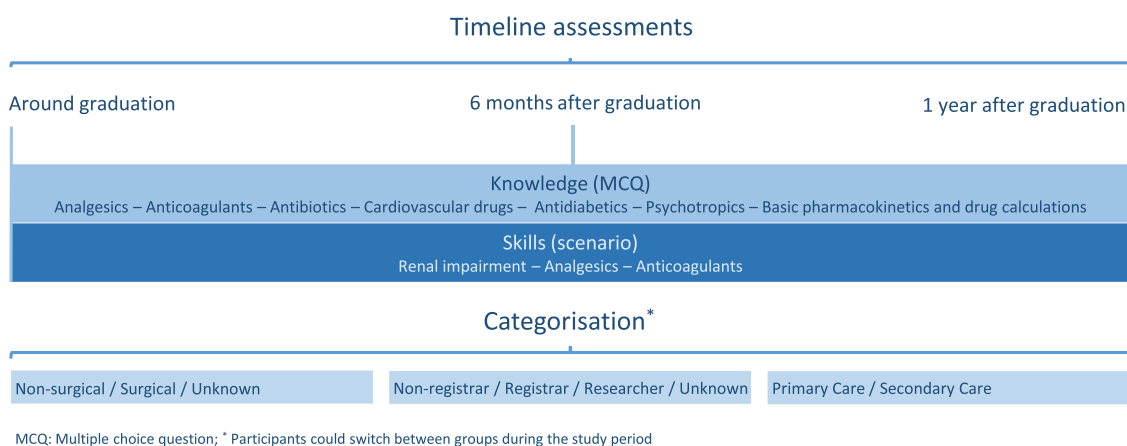 Timeline assessments
Around graduation
6 months after graduation
1 year after graduation
Knowledge (MCQ)
Analgesics – Anticoagulants – Antibiotics – Cardiovascular drugs – Antidiabetics – Psychotropics – Basic pharmacokinetics and drug calculations
Skills (scenario)
Renal impairment – Analgesics – Anticoagulants
Categorisation*
Non-surgical / Surgical / Unknown
Non-registrar / Registrar / Researcher / Unknown
Primary Care / Secondary Care
MCQ: Multiple choice question; * Participants could switch between groups during the study period